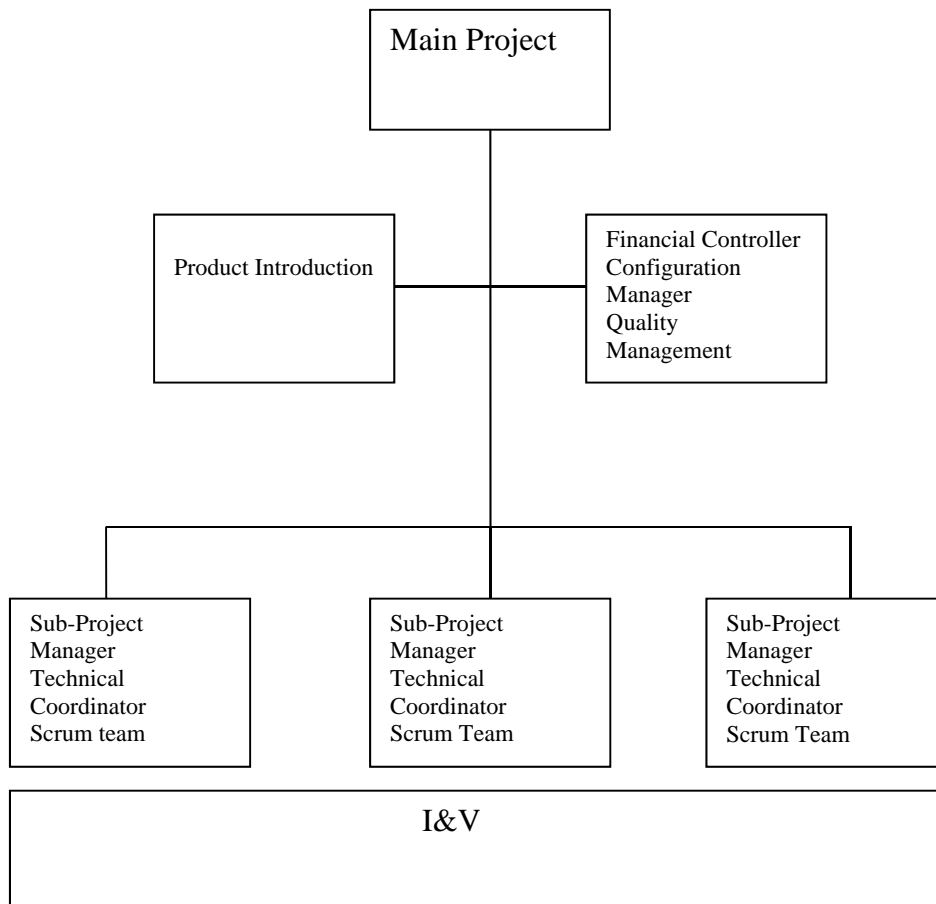 Main Project
Product Introduction
Financial Controller
Configuration
Manager
Quality
Management
Sub-Project
Manager
Technical
Coordinator
Scrum team
Sub-Project
Manager
Technical
Coordinator
Scrum Team
Sub-Project
Manager
Technical
Coordinator
Scrum Team
I&V